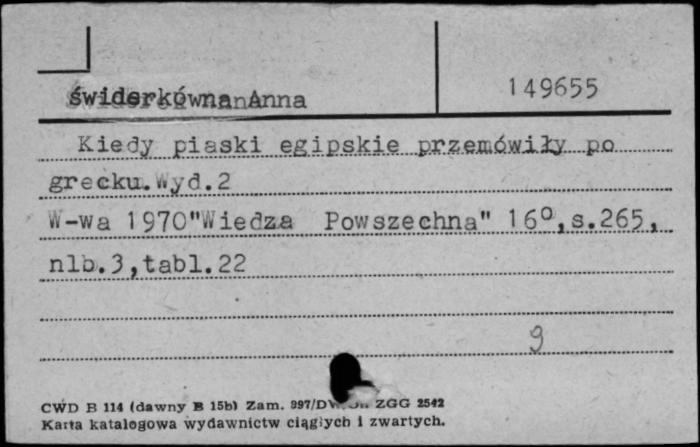 149655
świderkówna Anna
Kiedy piaski egipskie przemówiły po
grecku.Wyd.2
W-wa 1970"Wiedza Powszechna" 16°,s.265,
nlb.3,tabl.22
9
CWD B 114 (dawny B 15b) Zam. 997/ ZGG 2542
Karta katalogowa wydawnictw ciągłych i zwartych.